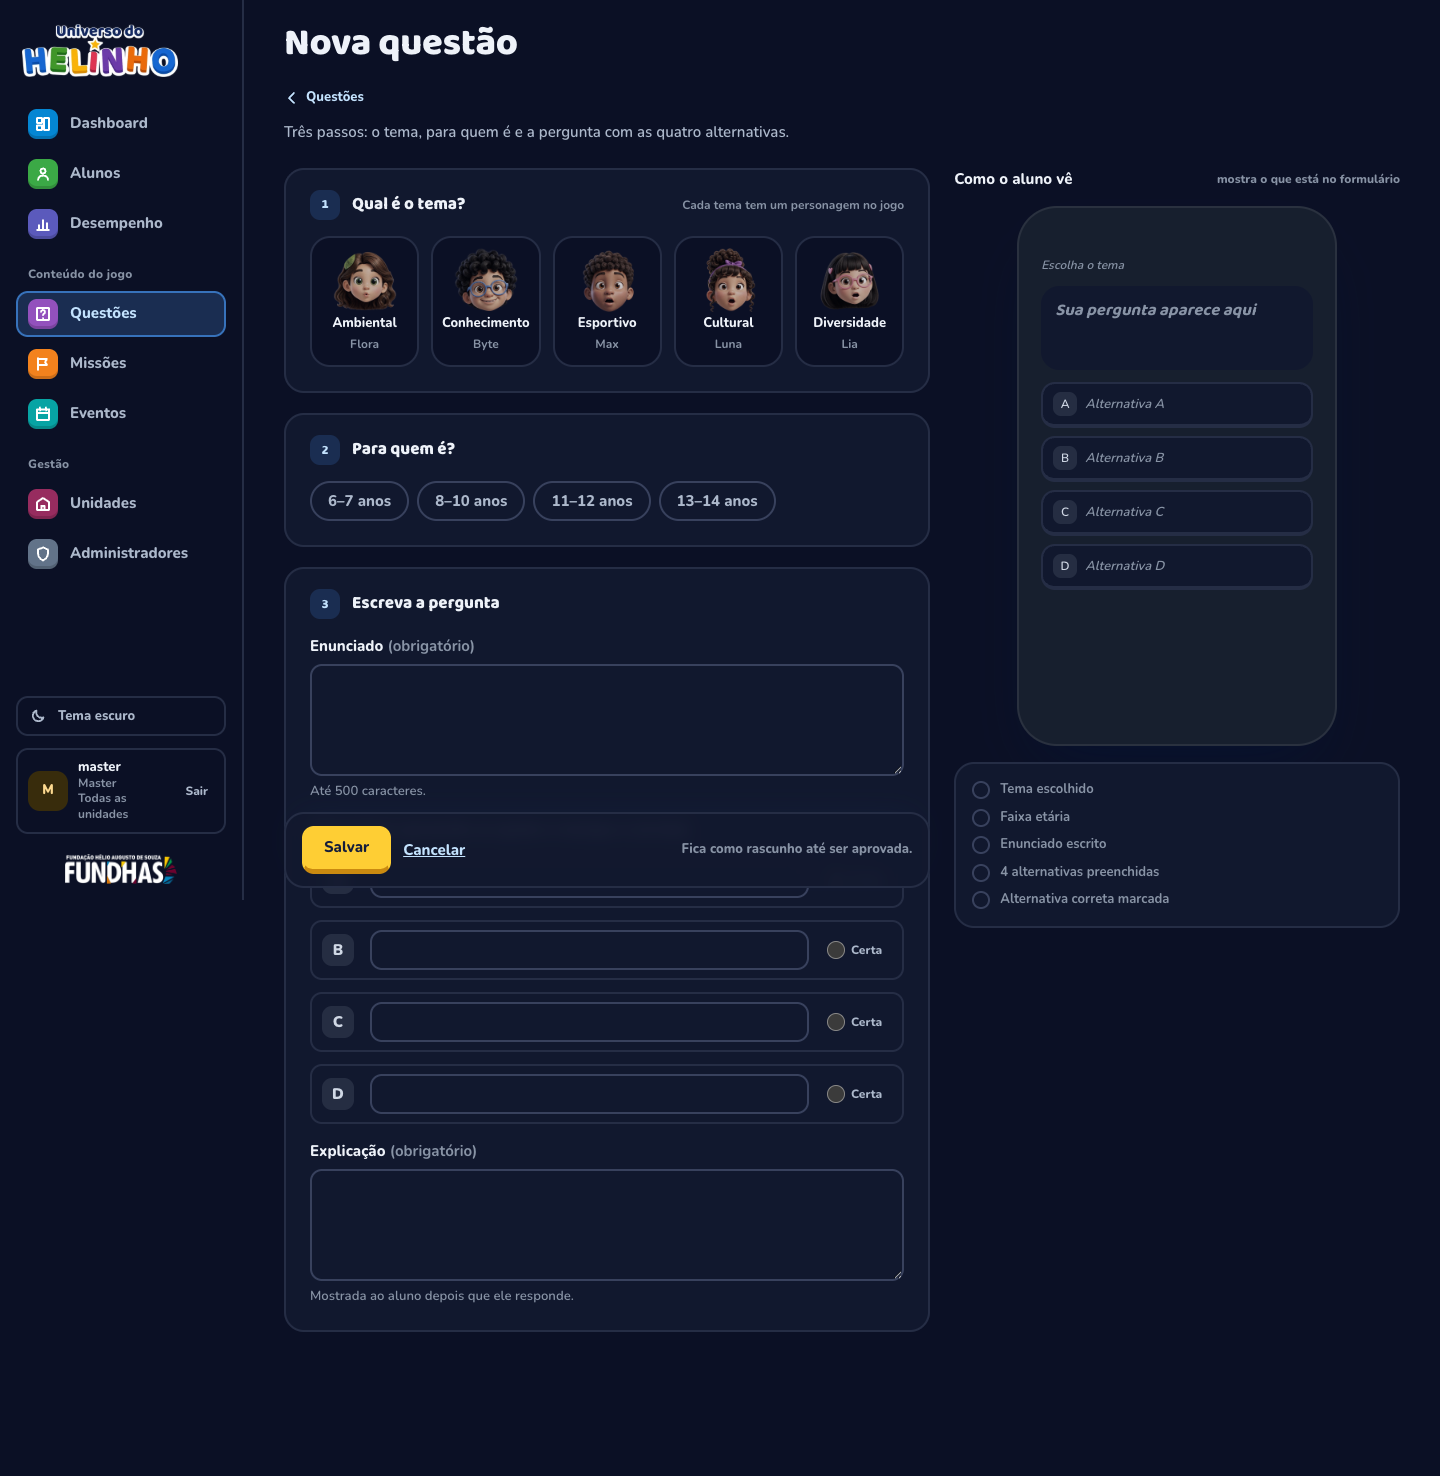 Universo do
HELINHO
Dashboard
Alunos
Desempenho
Conteúdo do jogo
Questões
Missões
Eventos
Gestão
Unidades
Administradores
Tema escuro
M
master
Master
Todas as
unidades
Sair
FUNDAÇÃO HÉLIO AUGUSTO DE SOUZA
FUNDHAS
Nova questão
Questões
Três passos: o tema, para quem é e a pergunta com as quatro alternativas.
1 Qual é o tema? Cada tema tem um personagem no jogo
Ambiental Conhecimento Esportivo Cultural Diversidade
Flora Byte Max Luna Lia
2 Para quem é?
6–7 anos 8–10 anos 11–12 anos 13–14 anos
3 Escreva a pergunta
Enunciado (obrigatório)
Até 500 caracteres.
Salvar Cancelar Fica como rascunho até ser aprovada.
B Certa
C Certa
D Certa
Explicação (obrigatório)
Mostrada ao aluno depois que ele responde.
Como o aluno vê mostra o que está no formulário
Escolha o tema
Sua pergunta aparece aqui
A Alternativa A
B Alternativa B
C Alternativa C
D Alternativa D
Tema escolhido
Faixa etária
Enunciado escrito
4 alternativas preenchidas
Alternativa correta marcada